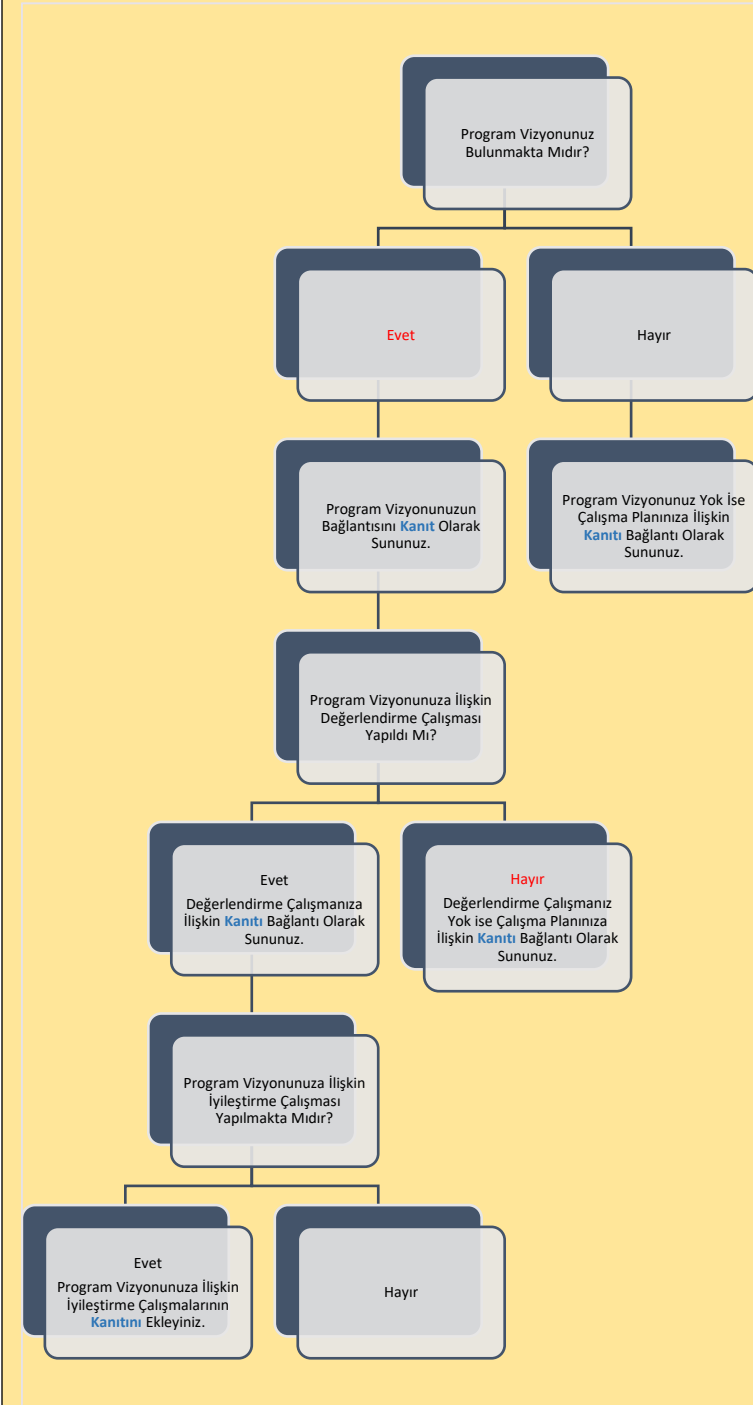 Program Vizyonunuz
Bulunmakta Mıdır?
Evet
Hayır
Program Vizyonunuzun
Bağlantısını Kanıt Olarak
Sununuz.
Program Vizyonunuz Yok İse
Çalışma Planınıza İlişkin
Kanıtı Bağlantı Olarak
Sununuz.
Program Vizyonunuza İlişkin
Değerlendirme Çalışması
Yapıldı Mı?
Evet
Değerlendirme Çalışmanıza
İlişkin Kanıtı Bağlantı Olarak
Sununuz.
Hayır
Değerlendirme Çalışmanız
Yok ise Çalışma Planınıza
İlişkin Kanıtı Bağlantı Olarak
Sununuz.
Program Vizyonunuza İlişkin
İyileştirme Çalışması
Yapılmakta Mıdır?
Evet
Program Vizyonunuza İlişkin
İyileştirme Çalışmalarının
Kanıtını Ekleyiniz.
Hayır